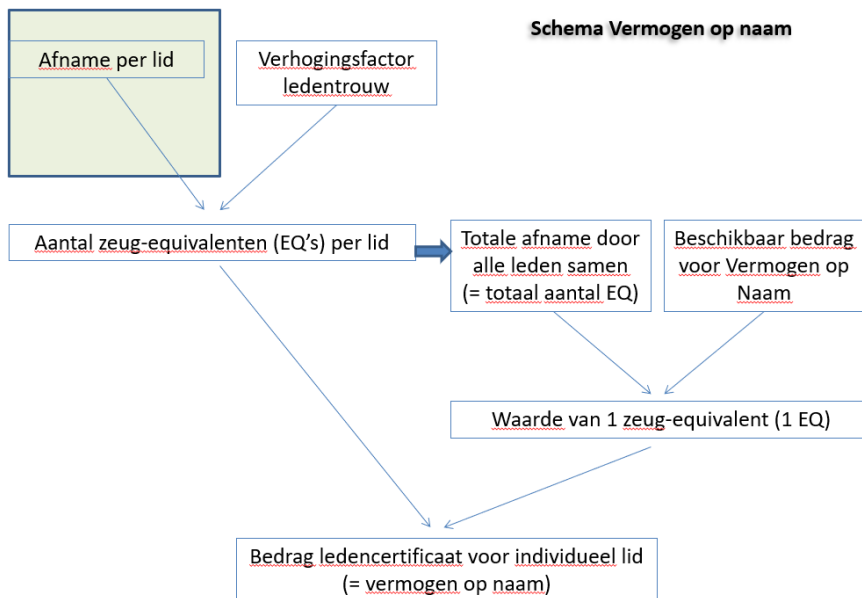 Schema Vermogen op naam
Afname per lid
Verhogingsfactor
ledentrouw
Aantal zeug-equivalenten (EQ's) per lid
Totale afname door
alle leden samen
(= totaal aantal EQ)
Beschikbaar bedrag
voor Vermogen op
Naam
Waarde van 1 zeug-equivalent (1 EQ)
Bedrag ledencertificaat voor individueel lid
(= vermogen op naam)